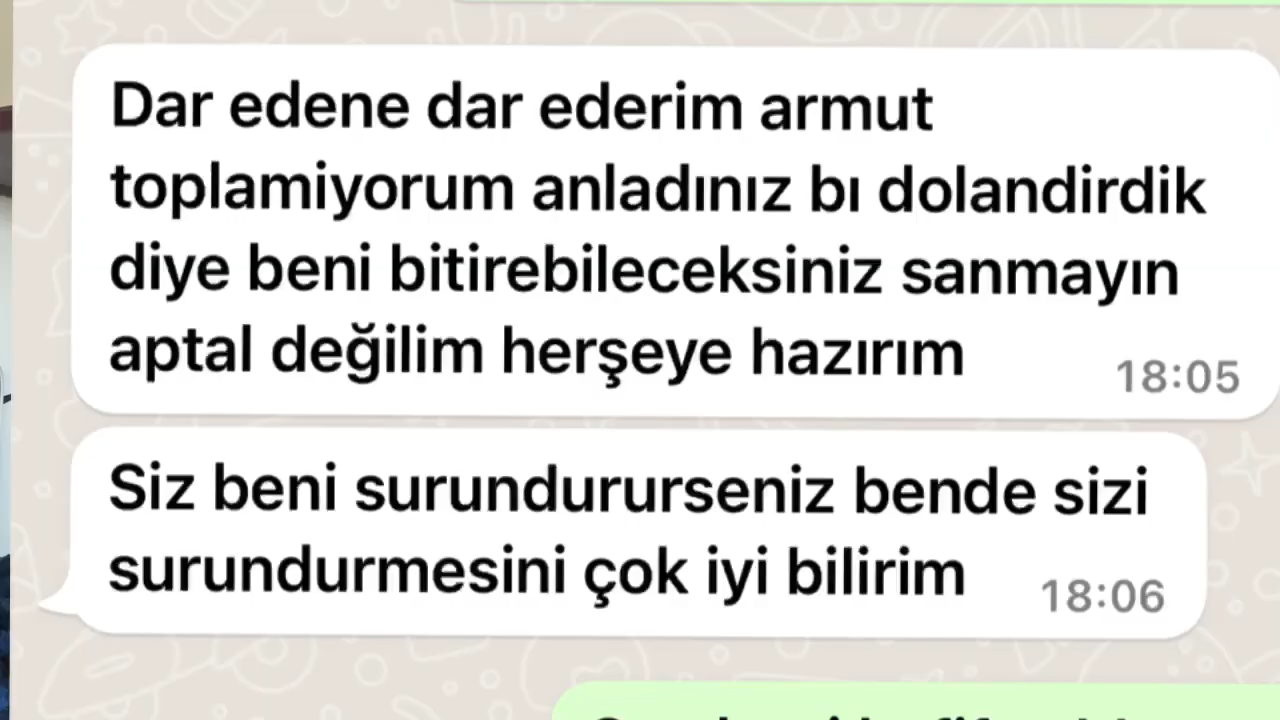 Dar edene dar ederim armut
toplamiyorum anladınız bı dolandirdik
diye beni bitirebileceksiniz sanmayın
aptal değilim herşeye hazırım
18:05
Siz beni surundururseniz bende sizi
surundurmesini çok iyi bilirim
18:06